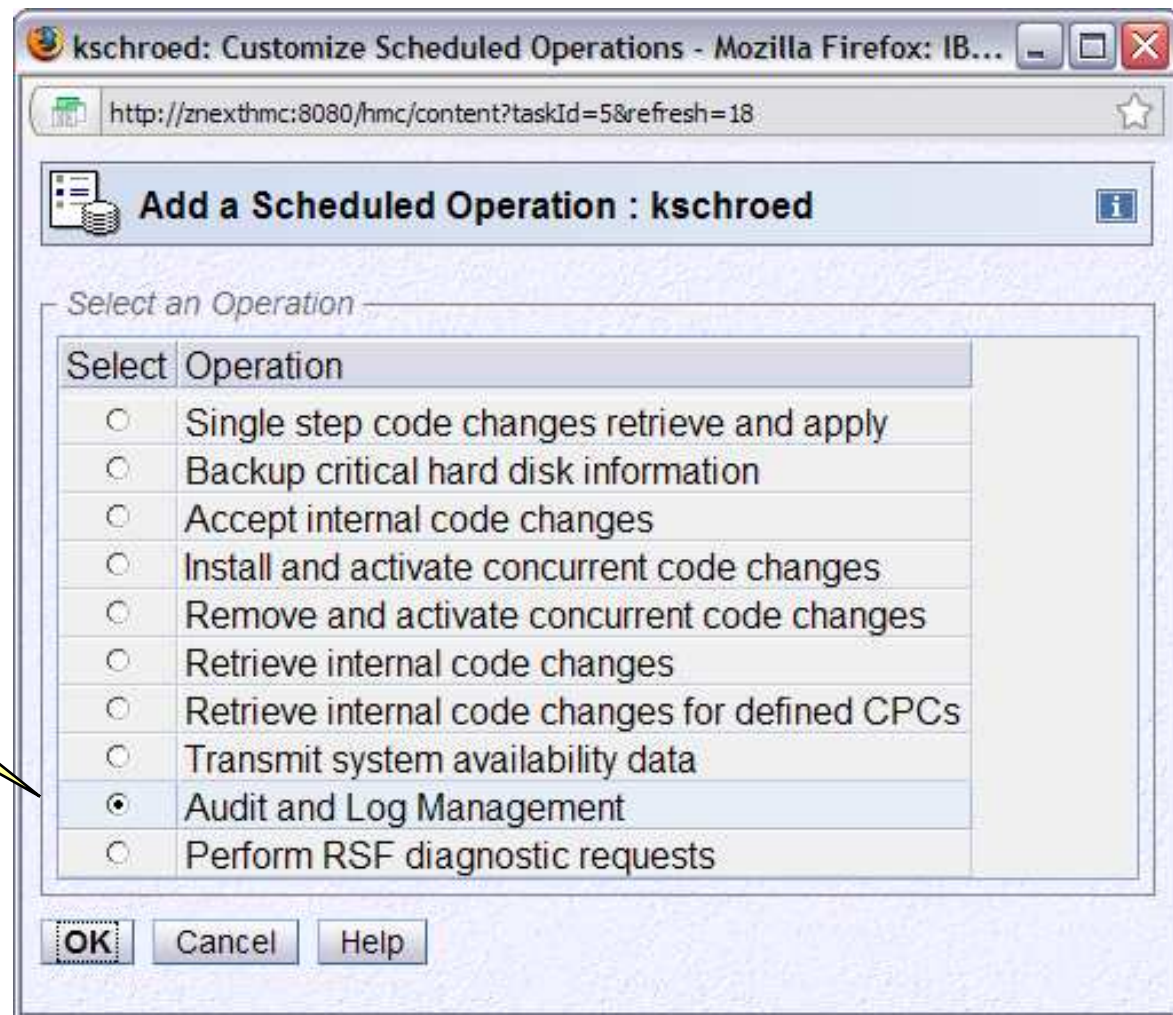 kschroed: Customize Scheduled Operations - Mozilla Firefox: IB...
http://znexthmc:8080/hmc/content?taskId=5&refresh=18
Add a Scheduled Operation : kschroed
i
Select an Operation
Select Operation
Single step code changes retrieve and apply
Backup critical hard disk information
Accept internal code changes
Install and activate concurrent code changes
Remove and activate concurrent code changes
Retrieve internal code changes
Retrieve internal code changes for defined CPCs
Transmit system availability data
Audit and Log Management
Perform RSF diagnostic requests
OK Cancel Help